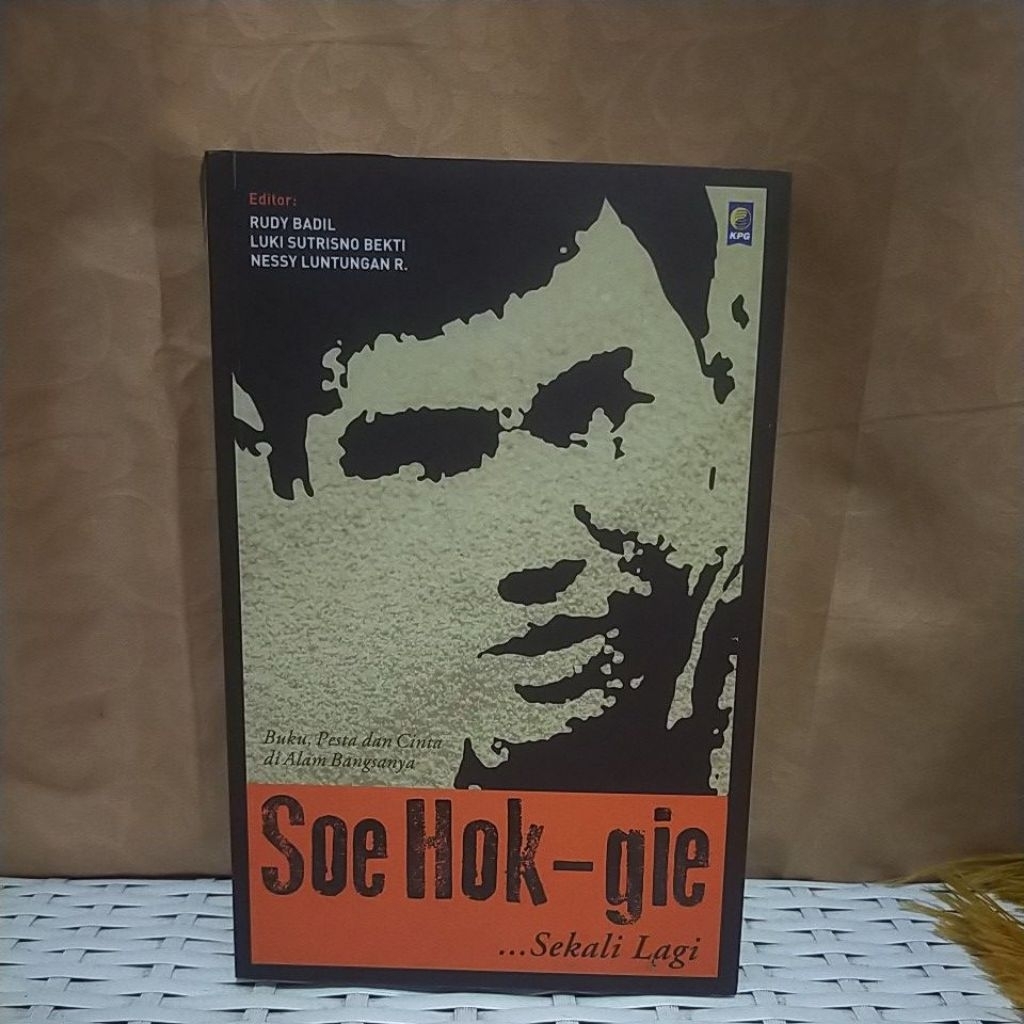 Editor:
RUDY BADIL
LUKI SUTRISNO BEKTI
NESSY LUNTUNGAN R.
KPG
Buku, Pesta dan Cinta
di Alam Bangsanya
Soe Hok-gie
...Sekali Lagi